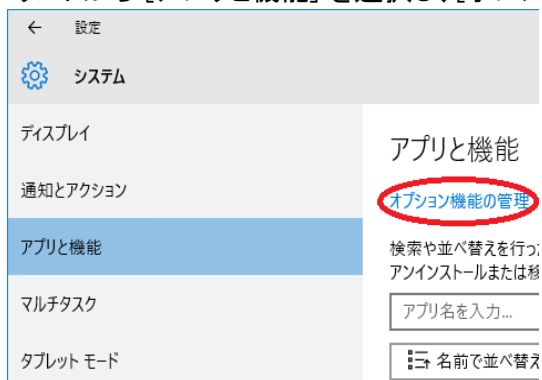 ← 設定
システム
ディスプレイ
通知とアクション
アプリと機能
マルチタスク
タブレット モード
アプリと機能
オプション機能の管理
検索や並べ替えを行っ
アンインストールまたは移
アプリ名を入力...
名前で並べ替え